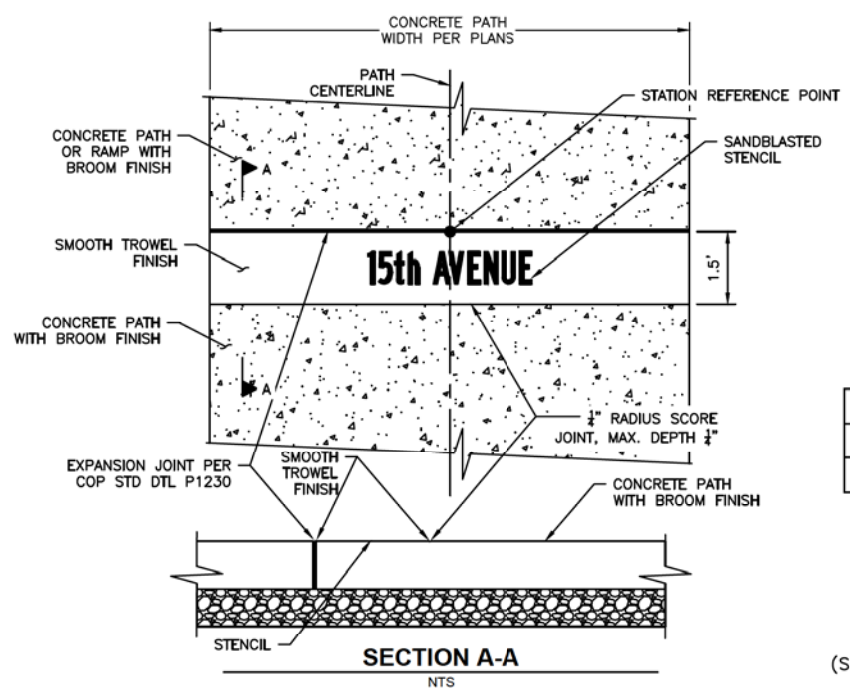 CONCRETE PATH
WIDTH PER PLANS
PATH
CENTERLINE
STATION REFERENCE POINT
CONCRETE PATH
OR RAMP WITH
BROOM FINISH
A
SANDBLASTED
STENCIL
SMOOTH TROWEL
FINISH
15th AVENUE
1.5'
CONCRETE PATH
WITH BROOM FINISH
A
¼" RADIUS SCORE
JOINT, MAX. DEPTH ¼"
EXPANSION JOINT PER
COP STD DTL P1230
SMOOTH
TROWEL
FINISH
CONCRETE PATH
WITH BROOM FINISH
STENCIL
SECTION A-A
NTS
(S